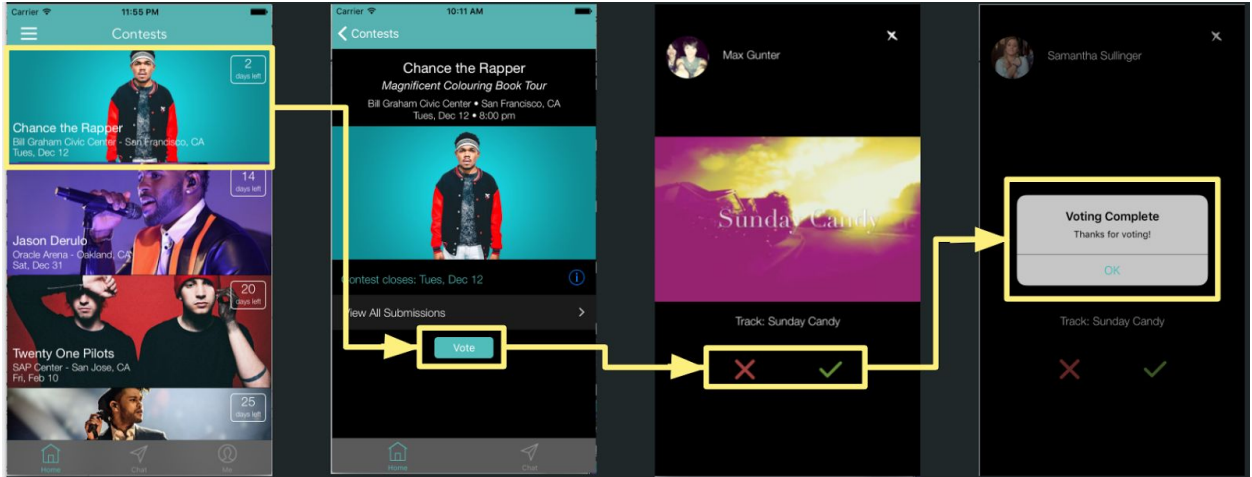 Carrier 11:55 PM
Contests
2
days left
Chance the Rapper
Bill Graham Civic Center - San Francisco, CA
Tues, Dec 12
14
days left
Jason Derulo
Oracle Arena - Oakland, CA
Sat, Dec 31
20
days left
Twenty One Pilots
SAP Center - San Jose, CA
Fri, Feb 10
25
days left
Home Chat Me
Carrier 10:11 AM
Contests
Chance the Rapper
Magnificent Colouring Book Tour
Bill Graham Civic Center • San Francisco, CA
Tues, Dec 12 • 8:00 pm
Contest closes: Tues, Dec 12
View All Submissions
Vote
Home Chat
Max Gunter
Sunday Candy
Track: Sunday Candy
Samantha Sullinger
Voting Complete
Thanks for voting!
OK
Track: Sunday Candy